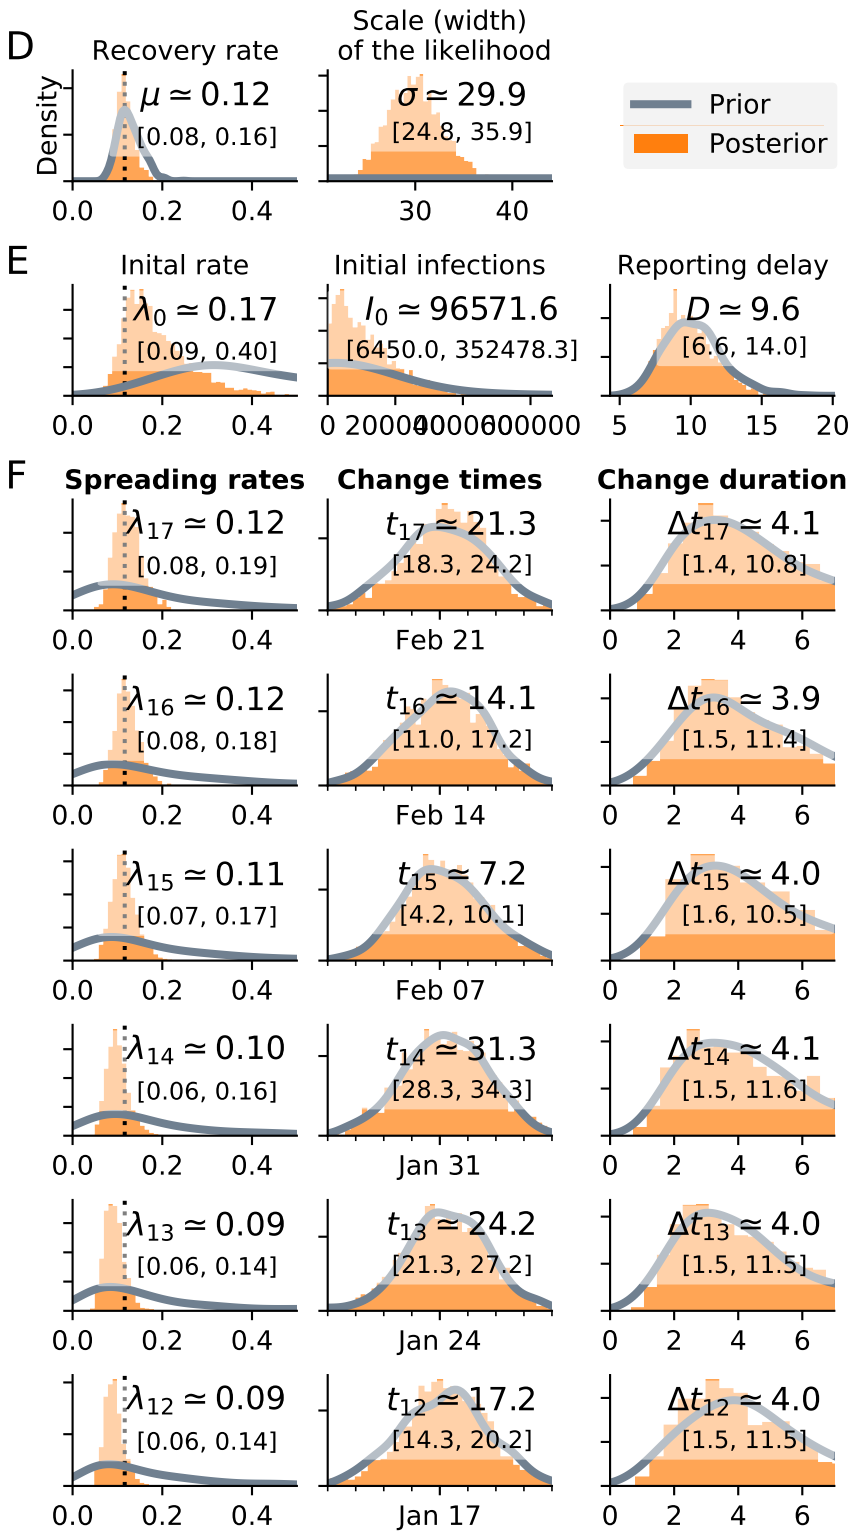 D
Recovery rate
Scale (width)
of the likelihood
Density
μ ≃ 0.12
[0.08, 0.16]
0.0 0.2 0.4
σ ≃ 29.9
[24.8, 35.9]
30 40
Prior
Posterior
E
Inital rate
Initial infections
Reporting delay
λ0 ≃ 0.17
[0.09, 0.40]
0.0 0.2 0.4
I0 ≃ 96571.6
[6450.0, 352478.3]
0 200000 400000 600000
D ≃ 9.6
[6.6, 14.0]
5 10 15 20
F
Spreading rates
Change times
Change duration
λ17 ≃ 0.12
[0.08, 0.19]
0.0 0.2 0.4
t17 ≃ 21.3
[18.3, 24.2]
Feb 21
Δt17 ≃ 4.1
[1.4, 10.8]
0 2 4 6
λ16 ≃ 0.12
[0.08, 0.18]
0.0 0.2 0.4
t16 ≃ 14.1
[11.0, 17.2]
Feb 14
Δt16 ≃ 3.9
[1.5, 11.4]
0 2 4 6
λ15 ≃ 0.11
[0.07, 0.17]
0.0 0.2 0.4
t15 ≃ 7.2
[4.2, 10.1]
Feb 07
Δt15 ≃ 4.0
[1.6, 10.5]
0 2 4 6
λ14 ≃ 0.10
[0.06, 0.16]
0.0 0.2 0.4
t14 ≃ 31.3
[28.3, 34.3]
Jan 31
Δt14 ≃ 4.1
[1.5, 11.6]
0 2 4 6
λ13 ≃ 0.09
[0.06, 0.14]
0.0 0.2 0.4
t13 ≃ 24.2
[21.3, 27.2]
Jan 24
Δt13 ≃ 4.0
[1.5, 11.5]
0 2 4 6
λ12 ≃ 0.09
[0.06, 0.14]
0.0 0.2 0.4
t12 ≃ 17.2
[14.3, 20.2]
Jan 17
Δt12 ≃ 4.0
[1.5, 11.5]
0 2 4 6